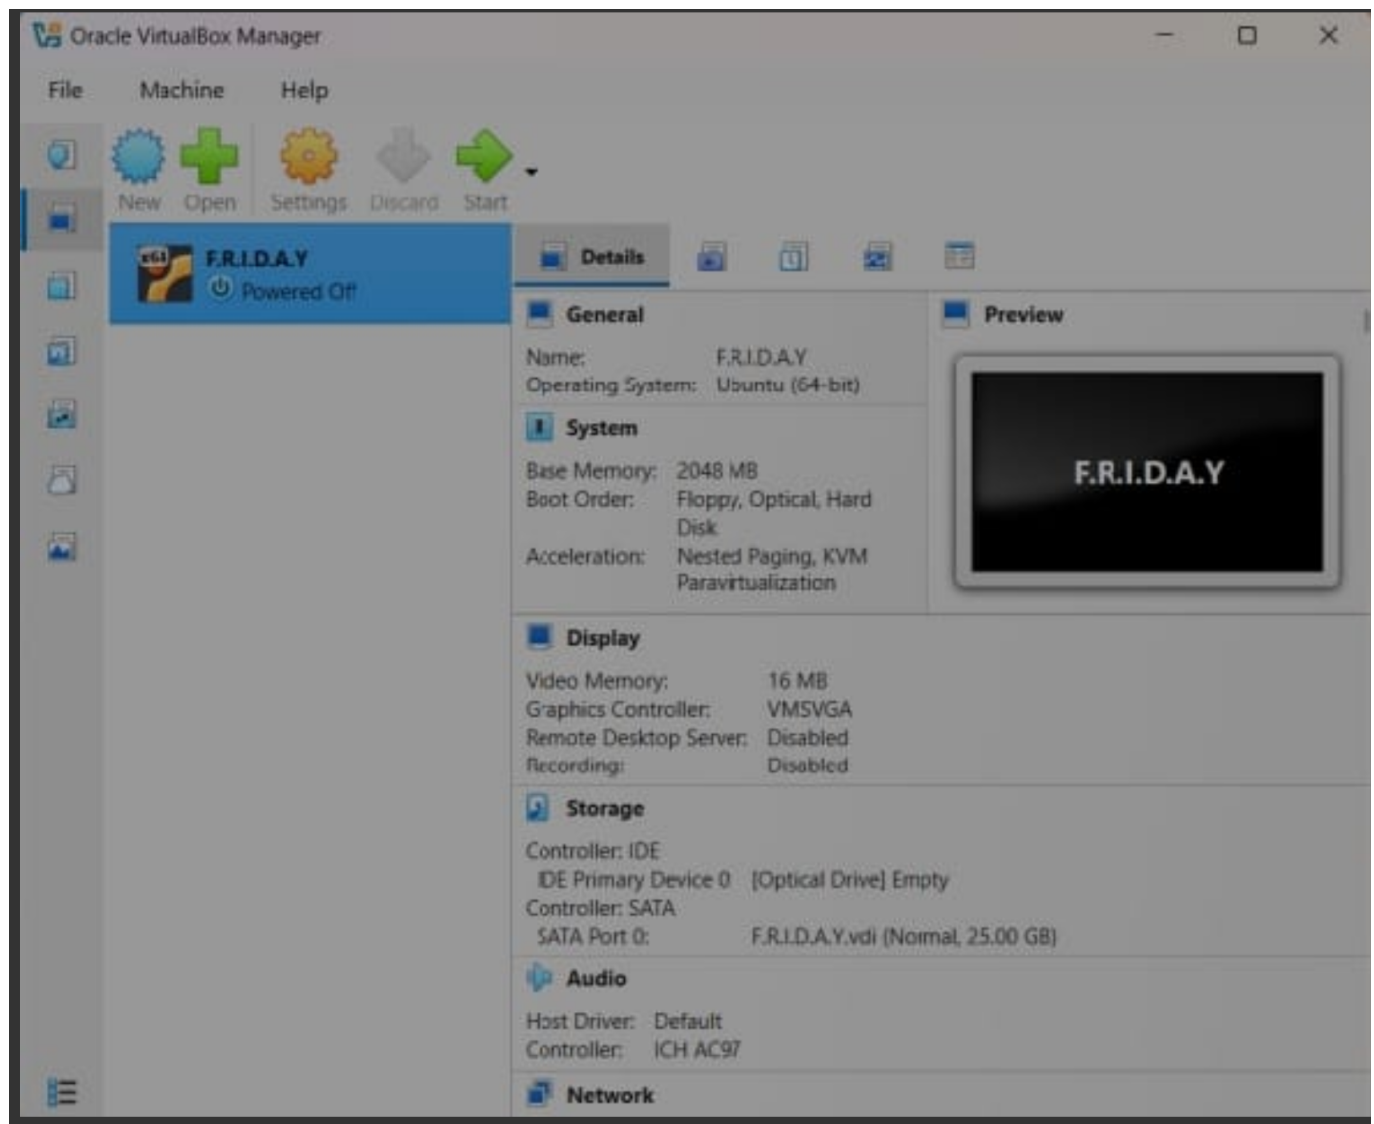 Oracle VirtualBox Manager
File Machine Help
New Open Settings Discard Start
x64
F.R.I.D.A.Y
Powered Off
Details
General
Name: F.R.I.D.A.Y
Operating System: Ubuntu (64-bit)
System
Base Memory: 2048 MB
Boot Order: Floppy, Optical, Hard
Disk
Acceleration: Nested Paging, KVM
Paravirtualization
Preview
F.R.I.D.A.Y
Display
Video Memory: 16 MB
Graphics Controller: VMSVGA
Remote Desktop Server: Disabled
Recording: Disabled
Storage
Controller: IDE
IDE Primary Device 0 [Optical Drive] Empty
Controller: SATA
SATA Port 0: F.R.I.D.A.Y.vdi (Normal, 25.00 GB)
Audio
Host Driver: Default
Controller: ICH AC97
Network